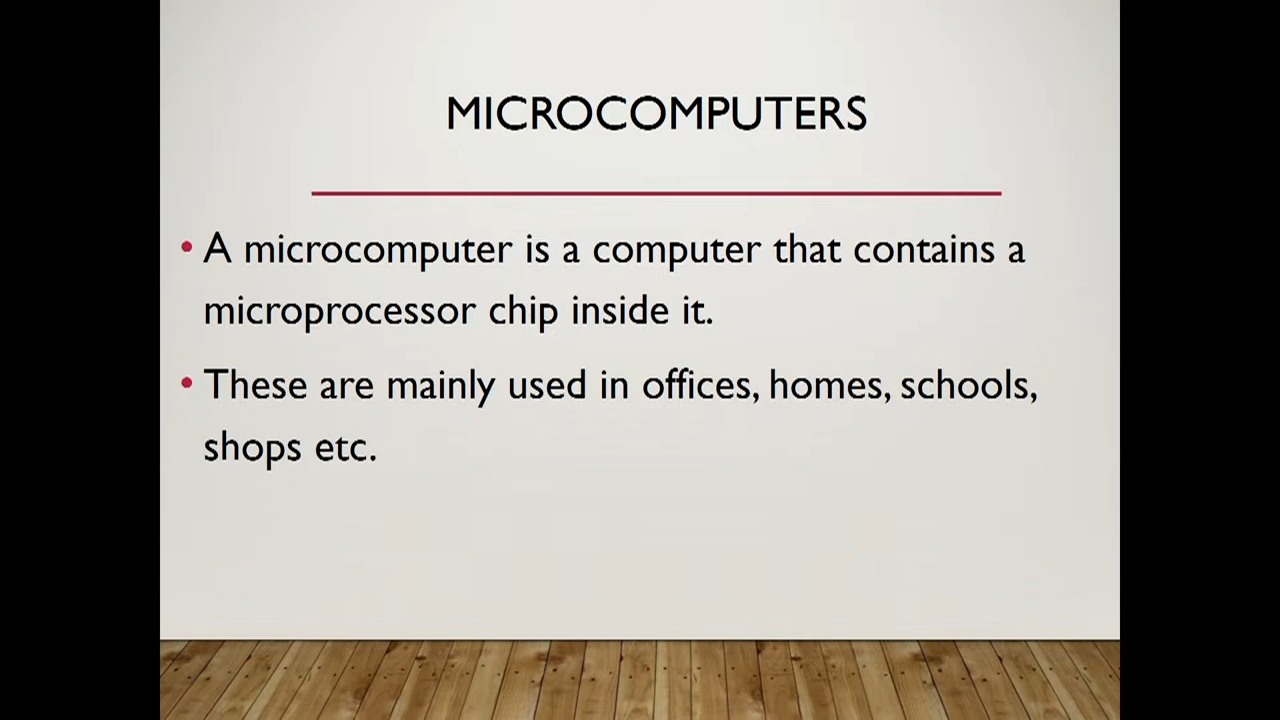 MICROCOMPUTERS
• A microcomputer is a computer that contains a
microprocessor chip inside it.
• These are mainly used in offices, homes, schools,
shops etc.